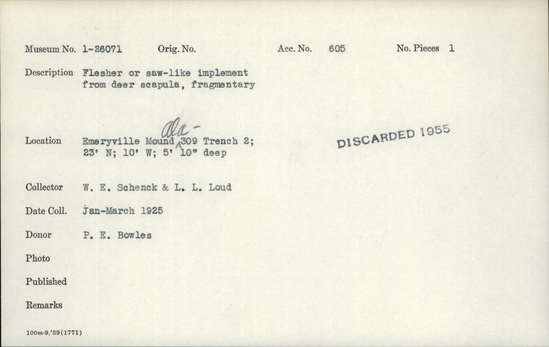 Museum No. 1-26071 Orig. No. Acc. No. 605 No. Pieces 1
Description Flesher or saw-like implement
from deer scapula, fragmentary
Ala-
Location Emeryville Mound 309 Trench 2;
23' N; 10' W; 5' 10" deep
DISCARDED 1955
Collector W. E. Schenck & L. L. Loud
Date Coll. Jan-March 1925
Donor P. E. Bowles
Photo
Published
Remarks
100m-9,'59(1771)